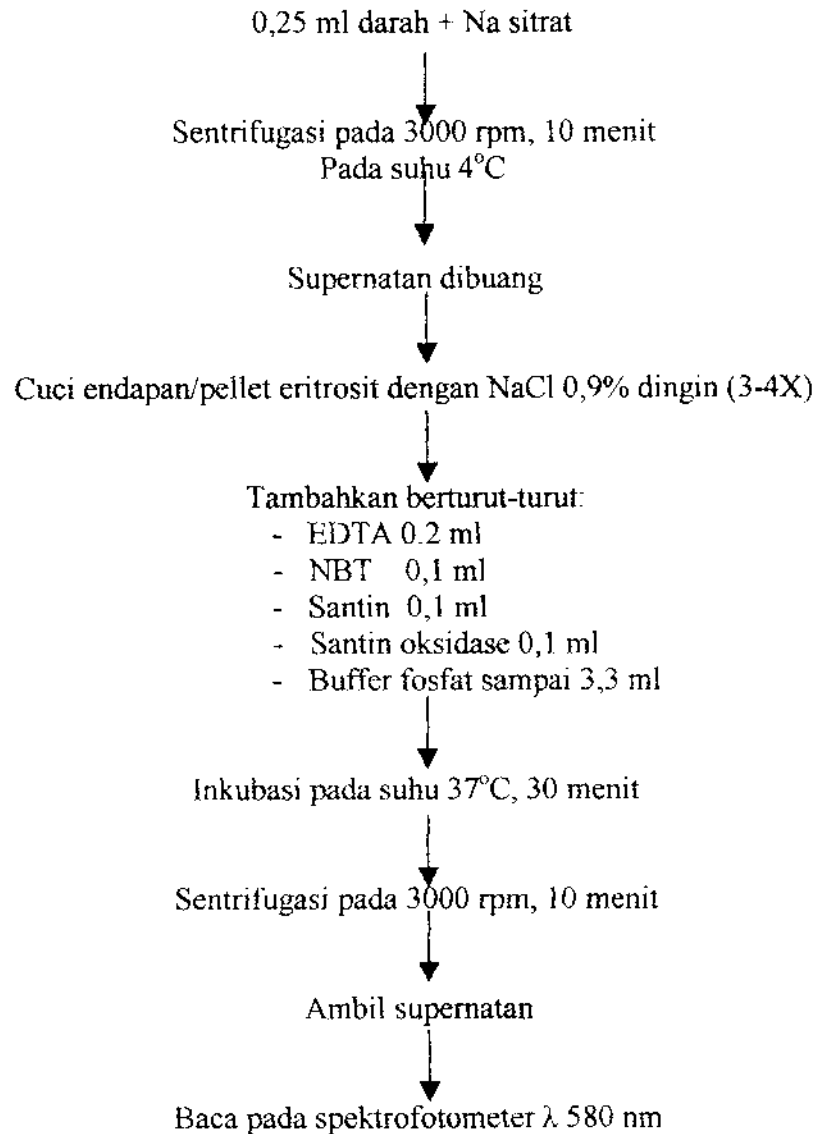 0,25 ml darah + Na sitrat
Sentrifugasi pada 3000 rpm, 10 menit
Pada suhu 4°C
Supernatan dibuang
Cuci endapan/pellet eritrosit dengan NaCl 0,9% dingin (3-4X)
Tambahkan berturut-turut:
- EDTA 0.2 ml
- NBT 0,1 ml
- Santin 0,1 ml
- Santin oksidase 0,1 ml
- Buffer fosfat sampai 3,3 ml
Inkubasi pada suhu 37°C, 30 menit
Sentrifugasi pada 3000 rpm, 10 menit
Ambil supernatan
Baca pada spektrofotometer λ 580 nm